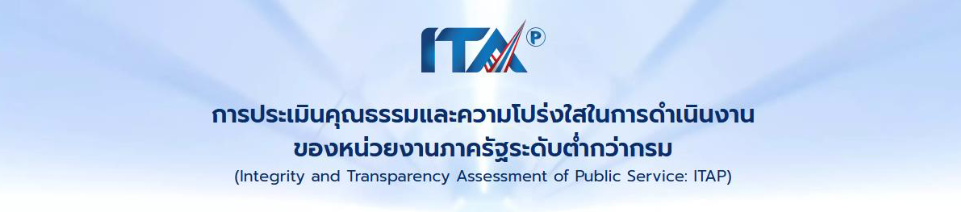 ITA P
การประเมินคุณธรรมและความโปร่งใสในการดำเนินงาน
ของหน่วยงานภาครัฐระดับต่ำกว่ากรม
(Integrity and Transparency Assessment of Public Service: ITAP)